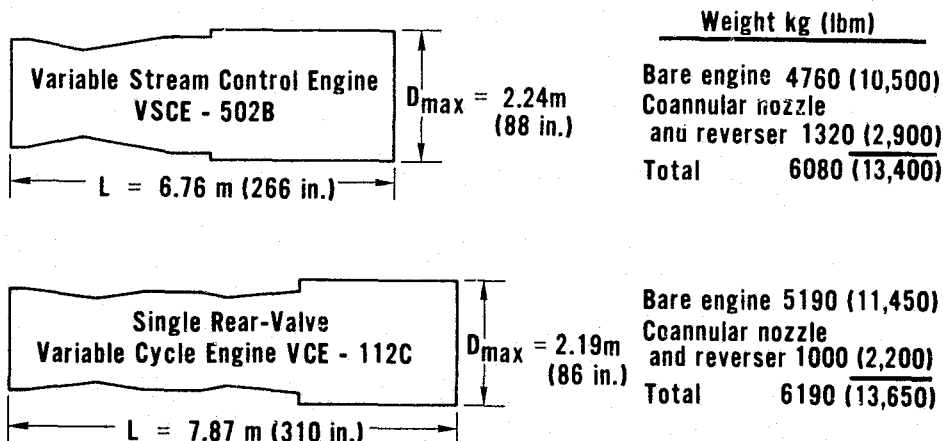 Weight kg (lbm)
Variable Stream Control Engine
VSCE - 502B
Dmax = 2.24m
(88 in.)
L = 6.76 m (266 in.)
Bare engine 4760 (10,500)
Coannular nozzle
and reverser 1320 (2,900)
Total 6080 (13,400)
Single Rear-Valve
Variable Cycle Engine VCE - 112C
Dmax = 2.19m
(86 in.)
L = 7.87 m (310 in.)
Bare engine 5190 (11,450)
Coannular nozzle
and reverser 1000 (2,200)
Total 6190 (13,650)